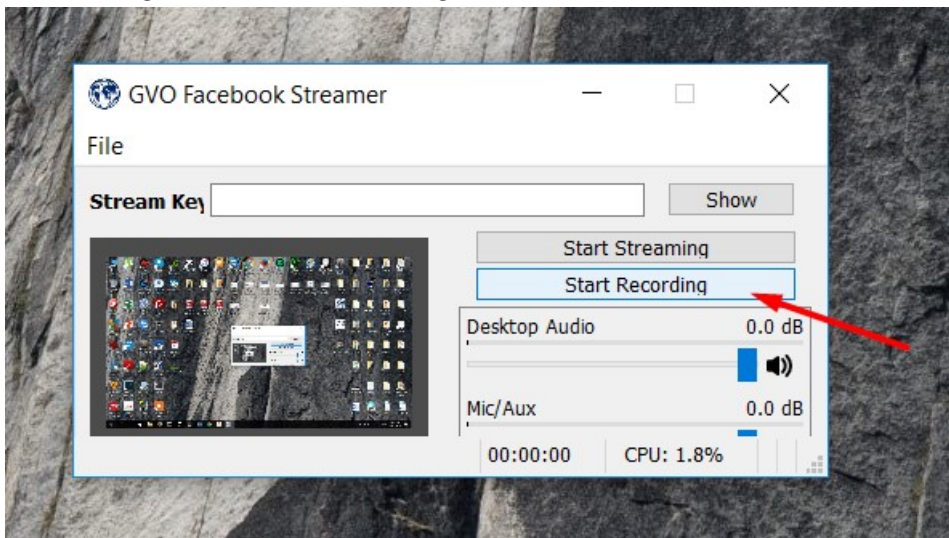 GVO Facebook Streamer
File
Stream Key
Show
Start Streaming
Start Recording
Desktop Audio 0.0 dB
Mic/Aux 0.0 dB
00:00:00 CPU: 1.8%